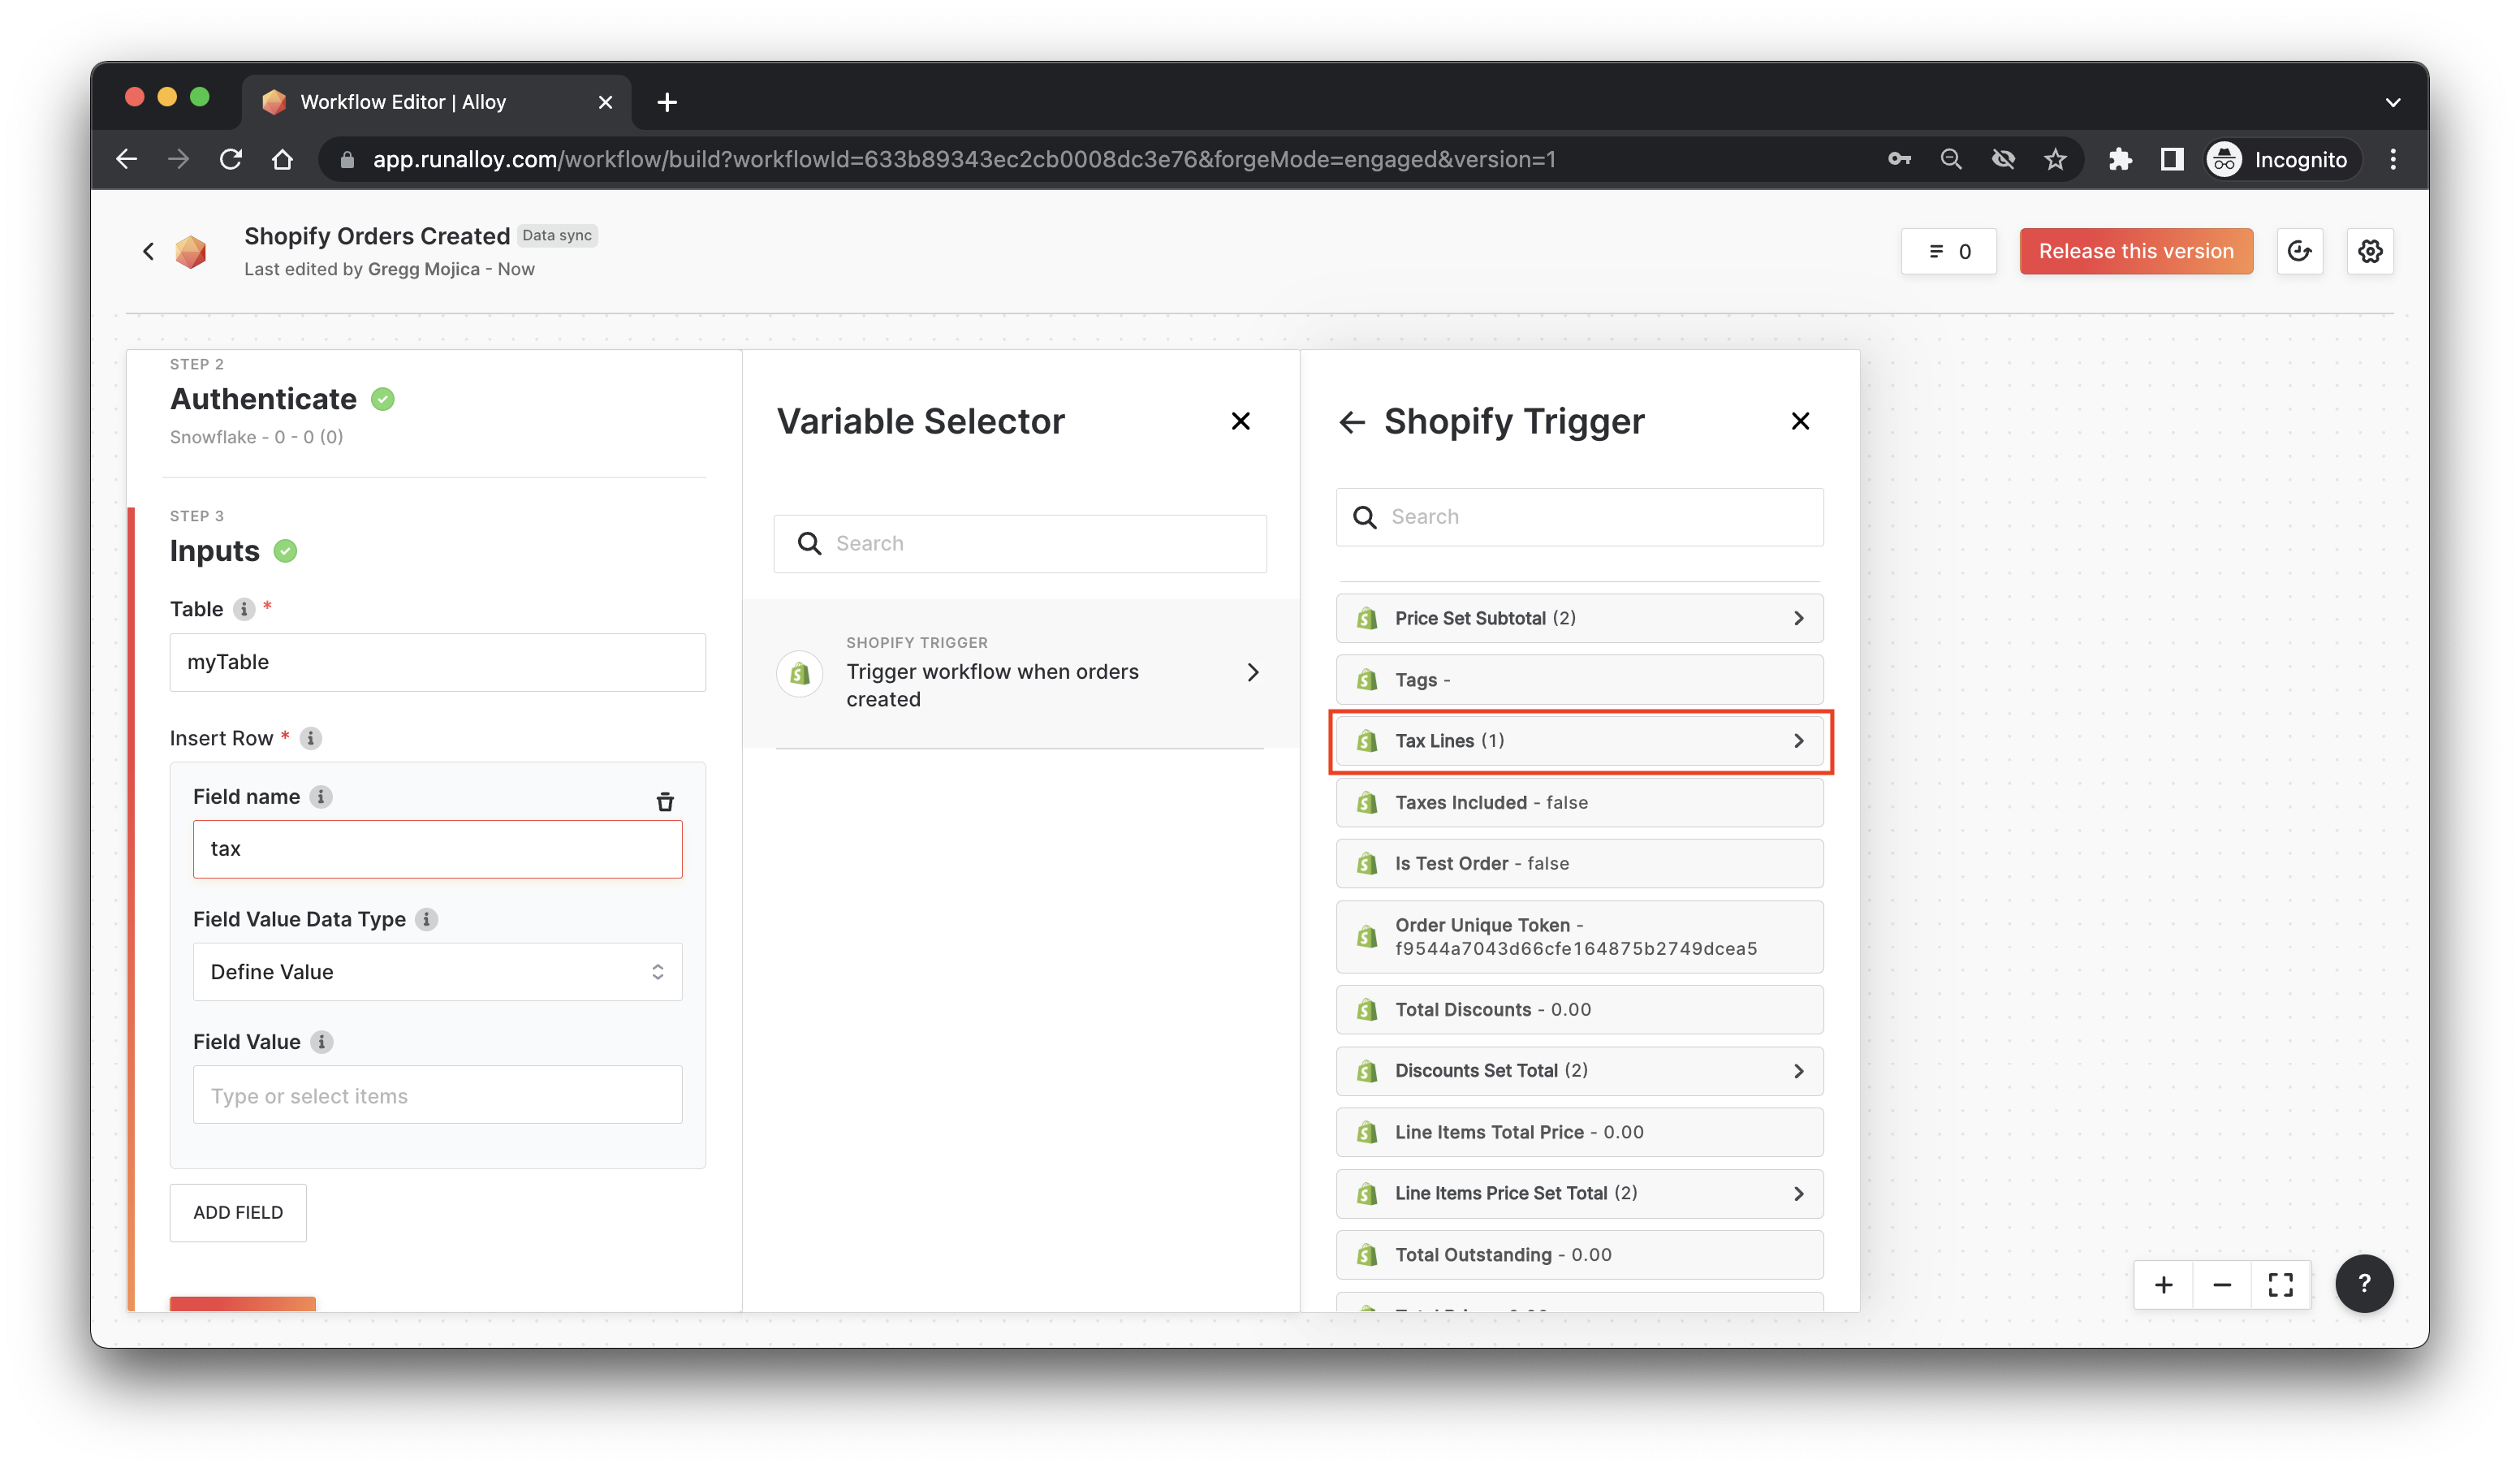 Workflow Editor | Alloy
app.runalloy.com/workflow/build?workflowId=633b89343ec2cb0008dc3e76&forgeMode=engaged&version=1
Incognito
Shopify Orders Created Data sync
Last edited by Gregg Mojica - Now
0
Release this version
STEP 2
Authenticate
Snowflake - 0 - 0 (0)
STEP 3
Inputs
Table *
myTable
Insert Row *
Field name
tax
Field Value Data Type
Define Value
Field Value
Type or select items
ADD FIELD
Variable Selector
Search
SHOPIFY TRIGGER
Trigger workflow when orders
created
Shopify Trigger
Search
Price Set Subtotal (2)
Tags -
Tax Lines (1)
Taxes Included - false
Is Test Order - false
Order Unique Token -
f9544a7043d66cfe164875b2749dcea5
Total Discounts - 0.00
Discounts Set Total (2)
Line Items Total Price - 0.00
Line Items Price Set Total (2)
Total Outstanding - 0.00
?